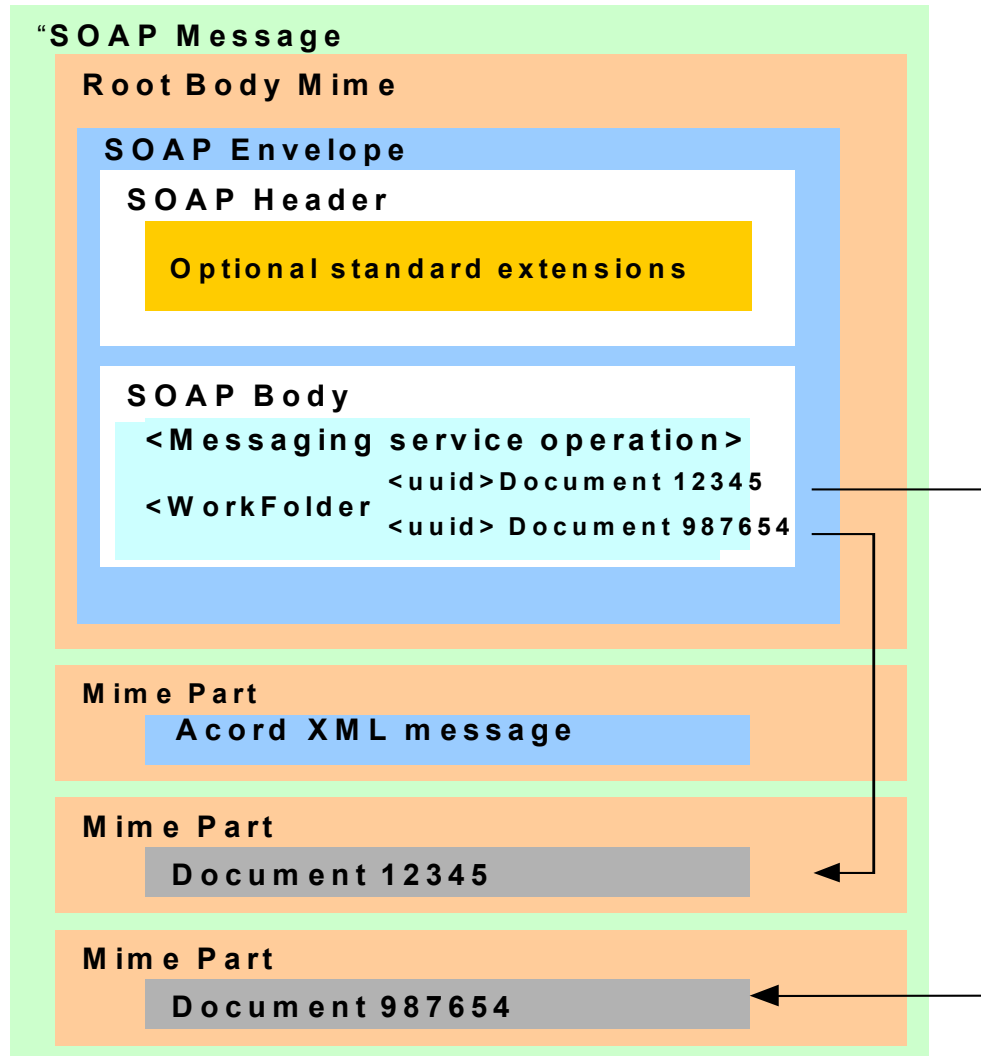 “SOAP Message
Root Body Mime
SOAP Envelope
SOAP Header
Optional standard extensions
SOAP Body
<Messaging service operation>
<uuid>Document 12345
<WorkFolder
<uuid> Document 987654
Mime Part
Acord XML message
Mime Part
Document 12345
Mime Part
Document 987654